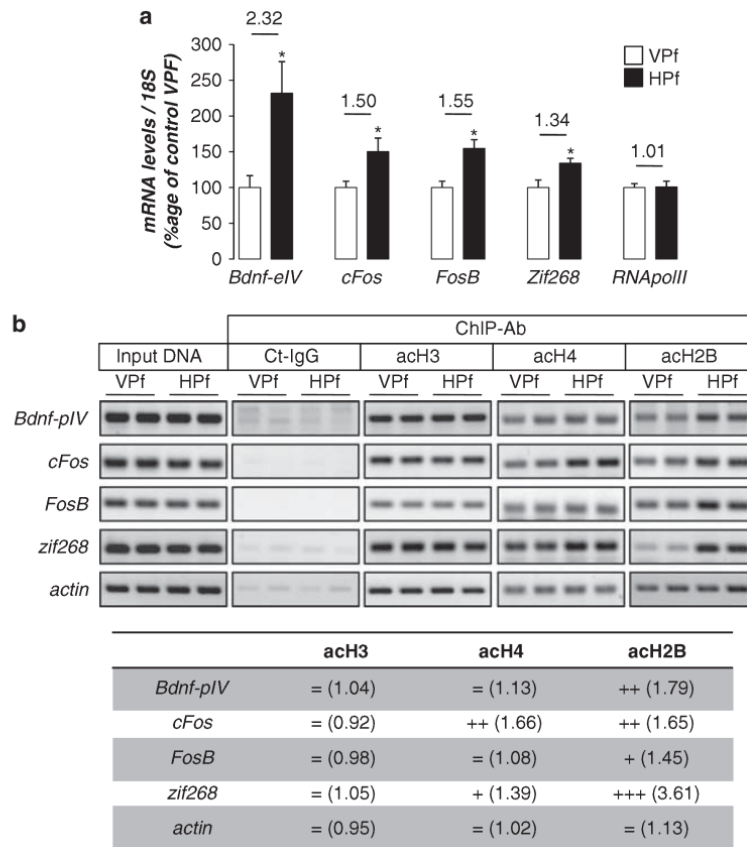 a
2.32
1.50
1.55
1.34
1.01
VPf
HPf
mRNA levels / 18S
(%age of control VPF)
300
250
200
150
100
50
0
*
*
*
*
Bdnf-eIV cFos FosB Zif268 RNApolII
b
ChIP-Ab
Input DNA Ct-IgG acH3 acH4 acH2B
VPf HPf VPf HPf VPf HPf VPf HPf VPf HPf
Bdnf-pIV
cFos
FosB
zif268
actin
acH3 acH4 acH2B
Bdnf-pIV = (1.04) = (1.13) ++ (1.79)
cFos = (0.92) ++ (1.66) ++ (1.65)
FosB = (0.98) = (1.08) + (1.45)
zif268 = (1.05) + (1.39) +++ (3.61)
actin = (0.95) = (1.02) = (1.13)